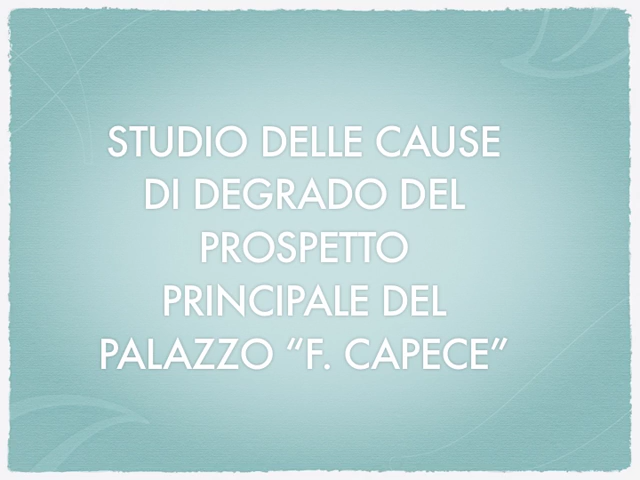 STUDIO DELLE CAUSE
DI DEGRADO DEL
PROSPETTO
PRINCIPALE DEL
PALAZZO “F. CAPECE”